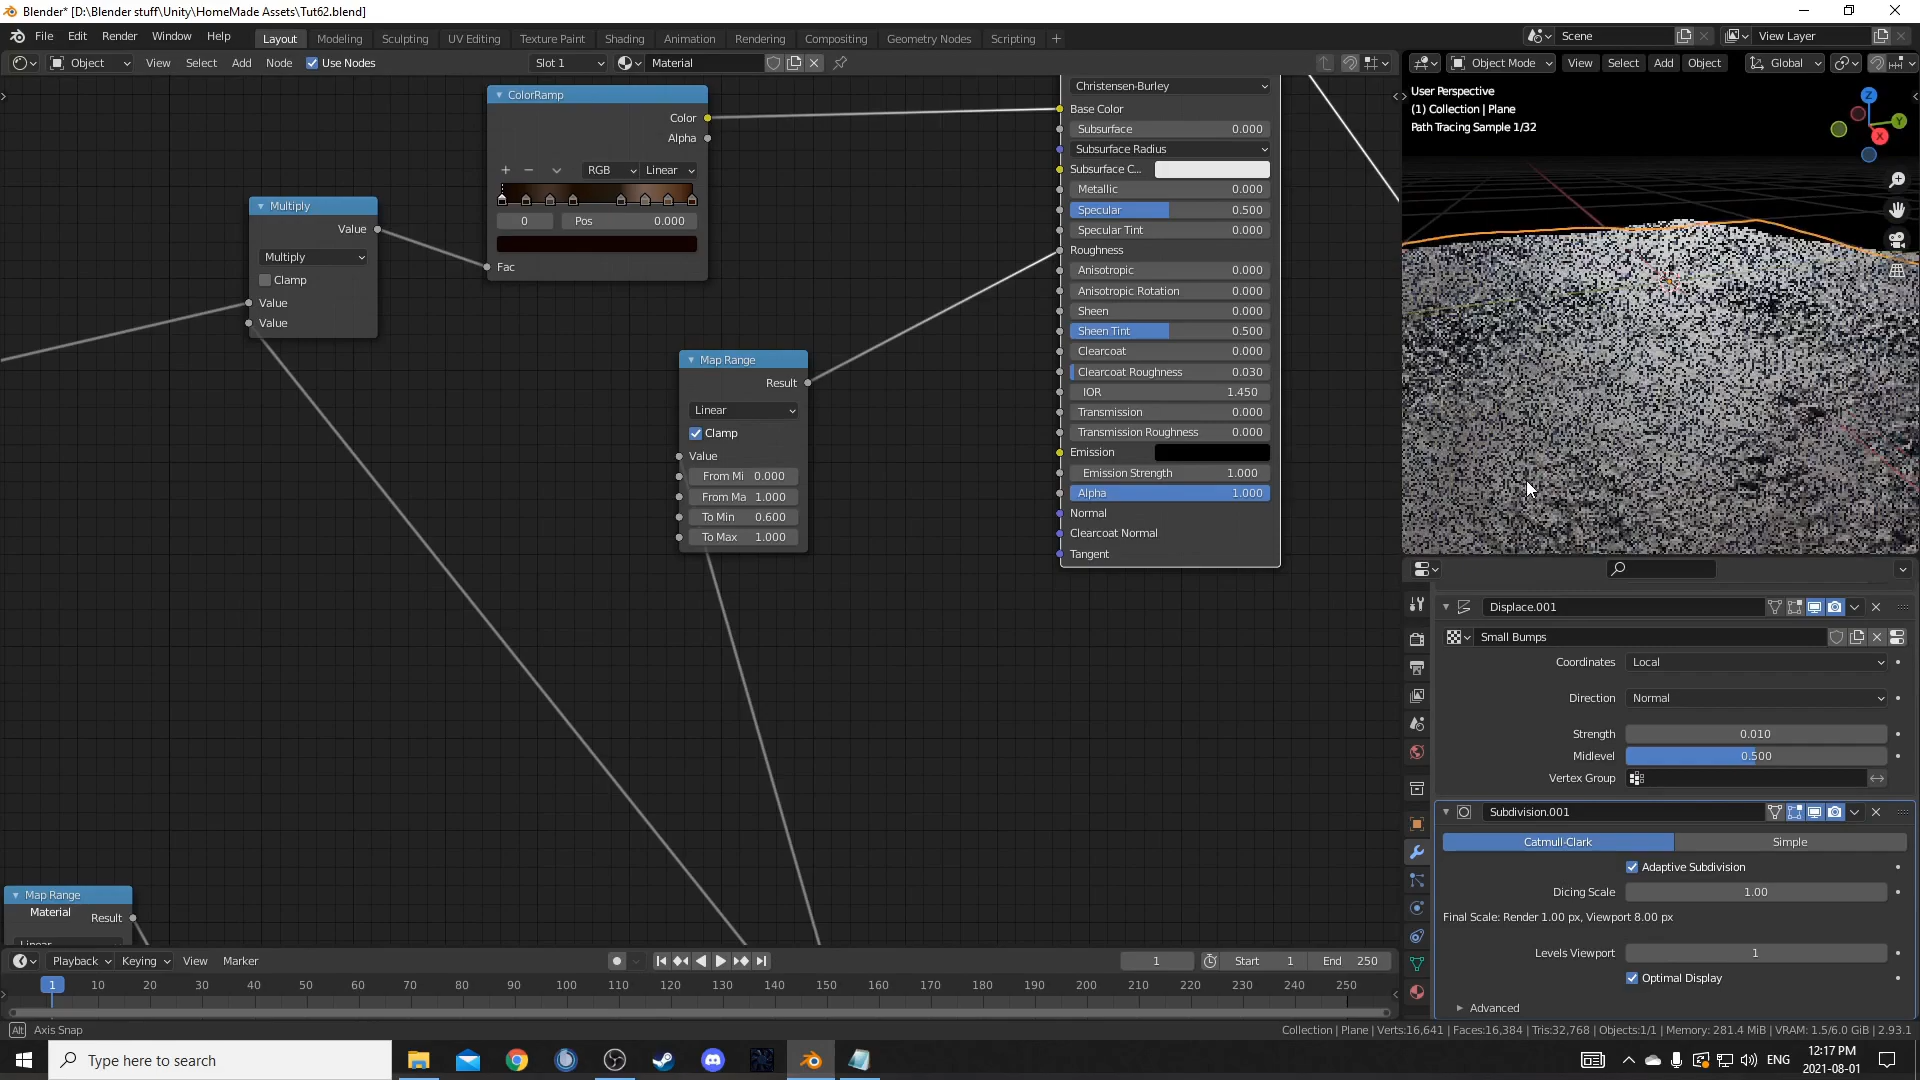 Blender* [D:\Blender stuff\Unity\HomeMade Assets\Tut62.blend]
File Edit Render Window Help Layout Modeling Sculpting UV Editing Texture Paint Shading Animation Rendering Compositing Geometry Nodes Scripting + Scene View Layer
Object View Select Add Node Use Nodes Slot 1 Material
Object Mode View Select Add Object Global
User Perspective
(1) Collection | Plane
Path Tracing Sample 1/32
Z
Y
X
ColorRamp
Color
Alpha
RGB Linear
0 Pos 0.000
Fac
Multiply
Value
Multiply
Clamp
Value
Value
Map Range
Result
Linear
Clamp
Value
From Mi 0.000
From Ma 1.000
To Min 0.600
To Max 1.000
Christensen-Burley
Base Color
Subsurface 0.000
Subsurface Radius
Subsurface C...
Metallic 0.000
Specular 0.500
Specular Tint 0.000
Roughness
Anisotropic 0.000
Anisotropic Rotation 0.000
Sheen 0.000
Sheen Tint 0.500
Clearcoat 0.000
Clearcoat Roughness 0.030
IOR 1.450
Transmission 0.000
Transmission Roughness 0.000
Emission
Emission Strength 1.000
Alpha 1.000
Normal
Clearcoat Normal
Tangent
Map Range
Material
Result
Linear
Displace.001
Small Bumps
Coordinates Local
Direction Normal
Strength 0.010
Midlevel 0.500
Vertex Group
Subdivision.001
Catmull-Clark Simple
Adaptive Subdivision
Dicing Scale 1.00
Final Scale: Render 1.00 px, Viewport 8.00 px
Levels Viewport 1
Optimal Display
Advanced
Playback Keying View Marker 1 Start 1 End 250
1 10 20 30 40 50 60 70 80 90 100 110 120 130 140 150 160 170 180 190 200 210 220 230 240 250
Alt Axis Snap
Collection | Plane | Verts:16,641 | Faces:16,384 | Tris:32,768 | Objects:1/1 | Memory: 281.4 MiB | VRAM: 1.5/6.0 GiB | 2.93.1
Type here to search
ENG
12:17 PM
2021-08-01